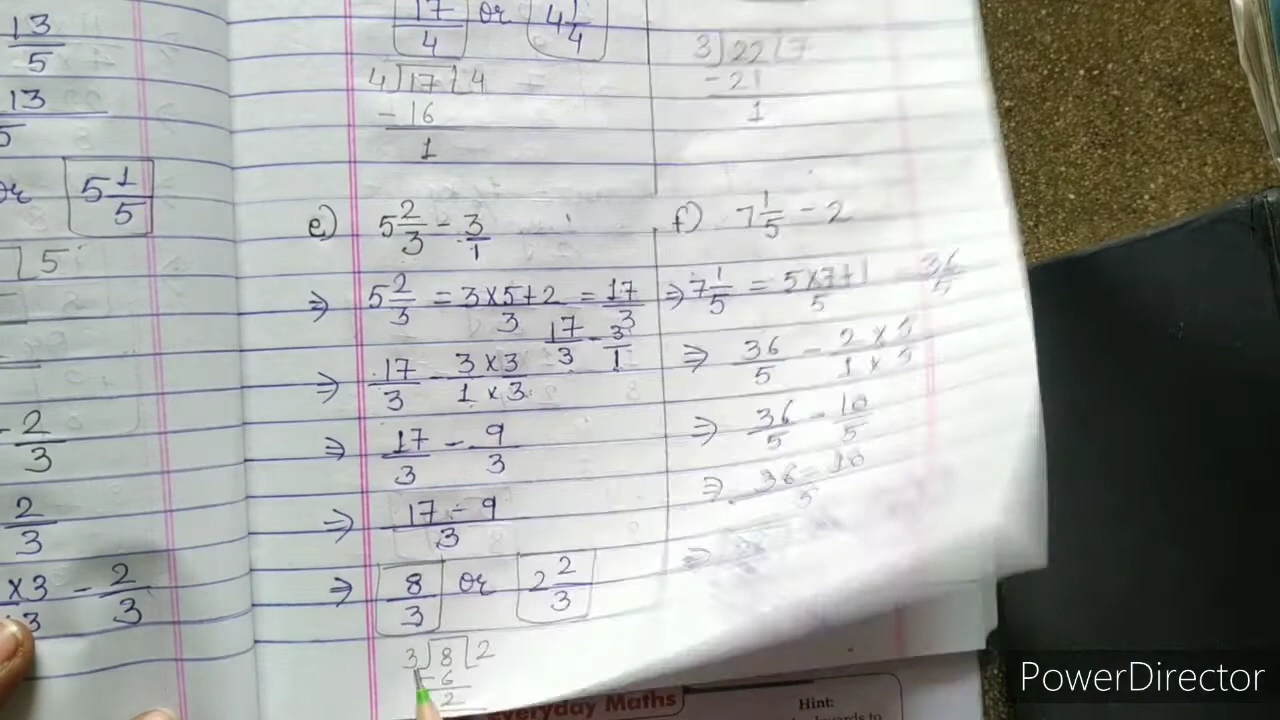 13/5
13/5
or 5 1/5
5
- 2/3
2/3
×3/3 - 2/3
17/4 or 4 1/4
4)17(4
- 16
1
3)22(7
- 21
1
e) 5 2/3 - 3/1
⇒ 5 2/3 = 3×5+2/3 = 17/3
17/3 - 3/1
⇒ 17/3 - 3×3/1×3
⇒ 17/3 - 9/3
⇒ 17-9/3
⇒ 8/3 or 2 2/3
3)8(2
- 6
2
f) 7 1/5 - 2
⇒ 7 1/5 = 5×7+1/5 = 36/5
⇒ 36/5 - 2×5/1×5
⇒ 36/5 - 10/5
⇒ 36-10/5
⇒
Everyday Maths
Hint:
PowerDirector